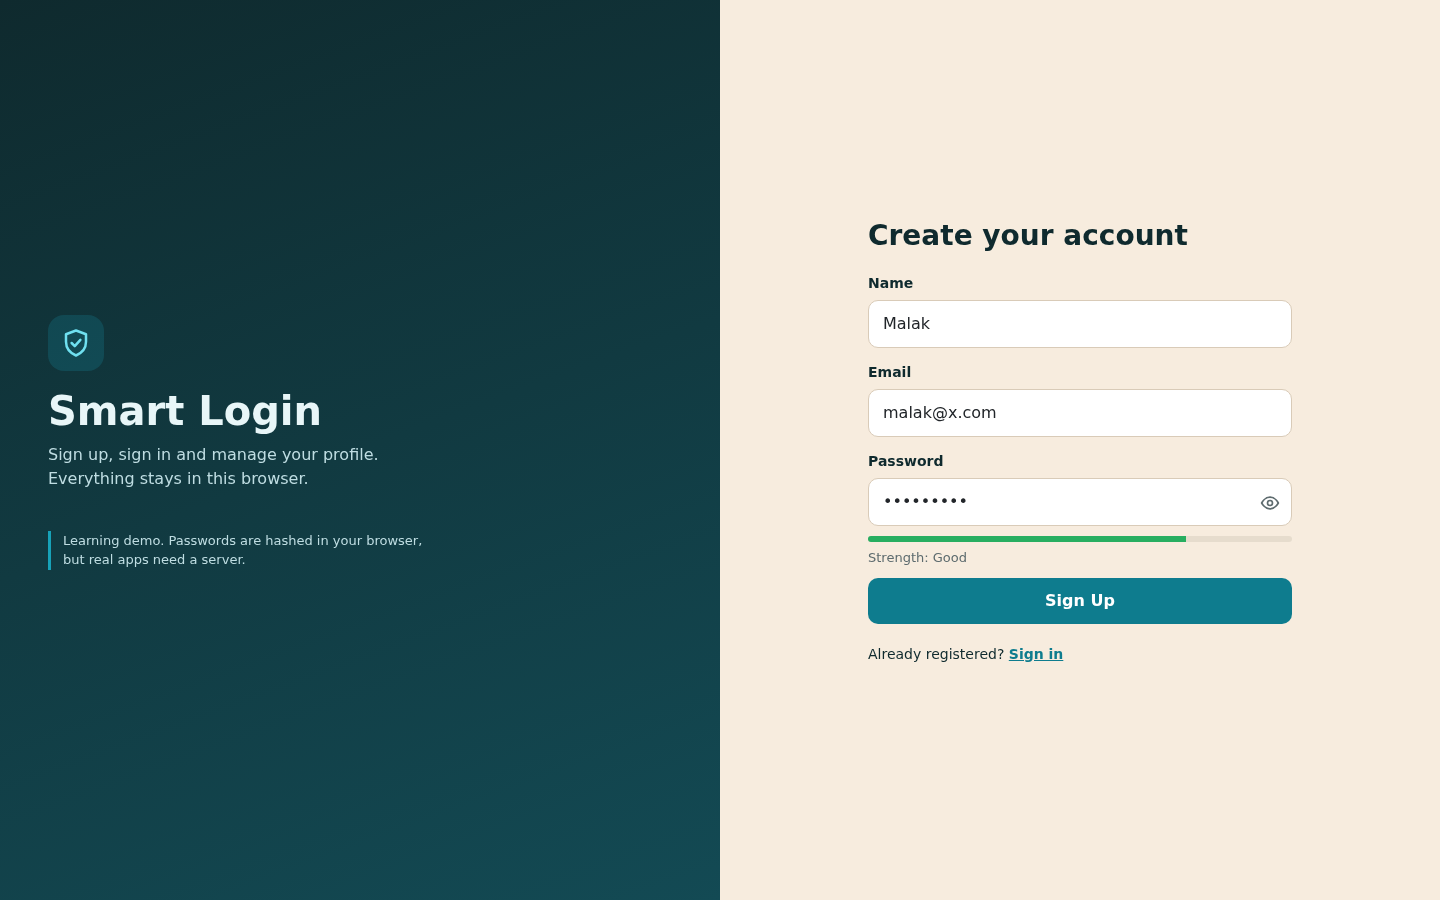 Smart Login
Sign up, sign in and manage your profile.
Everything stays in this browser.
Learning demo. Passwords are hashed in your browser,
but real apps need a server.
Create your account
Name
Malak
Email
malak@x.com
Password
•••••••••
Strength: Good
Sign Up
Already registered? Sign in